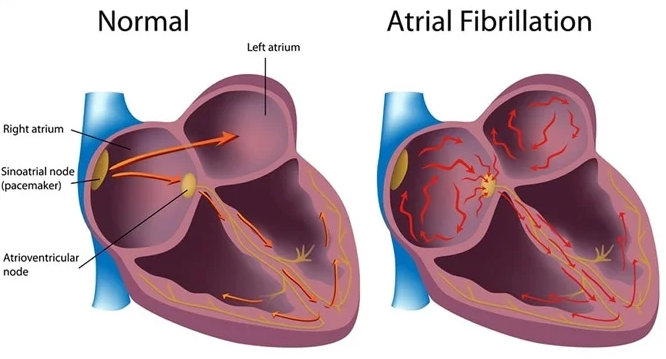 Normal
Atrial Fibrillation
Left atrium
Right atrium
Sinoatrial node
(pacemaker)
Atrioventricular
node